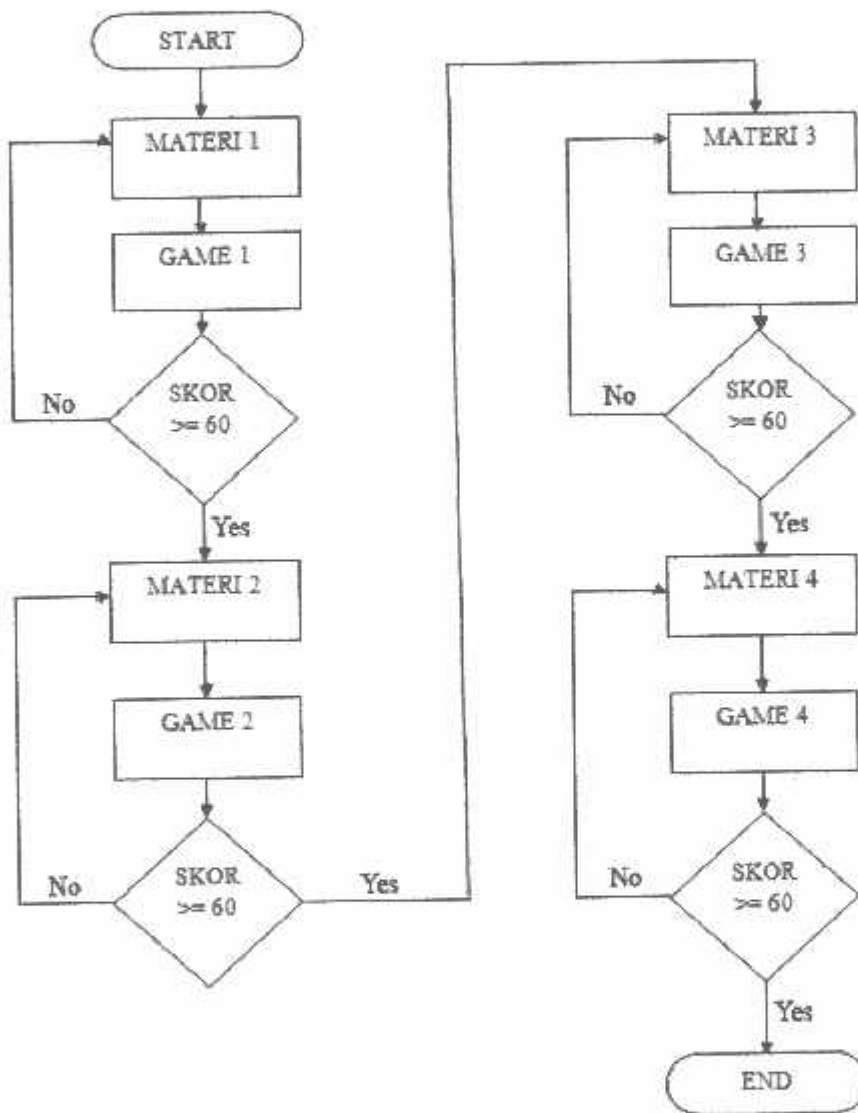 START
MATERI 1
GAME 1
SKOR
>= 60
No
Yes
MATERI 2
GAME 2
SKOR
>= 60
No
Yes
MATERI 3
GAME 3
SKOR
>= 60
No
Yes
MATERI 4
GAME 4
SKOR
>= 60
No
Yes
END